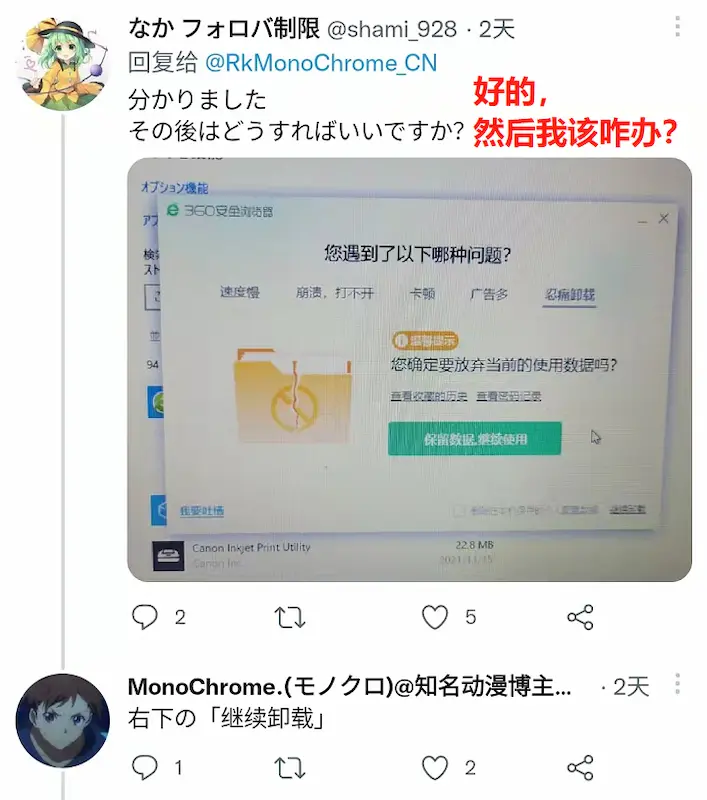 なか フォロバ制限 @shami_928 · 2天
回复给 @RkMonoChrome_CN
分かりました
その後はどうすればいいですか?
好的，
然后我该咋办?
オプション機能
360安全浏览器
您遇到了以下哪种问题?
速度慢 崩溃，打不开 卡顿 广告多 忍痛卸载
温馨提示
您确定要放弃当前的使用数据吗?
查看收藏的历史 查看密码记录
保留数据,继续使用
94
我要吐槽
继续卸载
Canon Inkjet Print Utility
22.8 MB
Canon Inc.
2021/11/15
2
5
MonoChrome.(モノクロ)@知名动漫博主... · 2天
右下の「继续卸载」
1
2